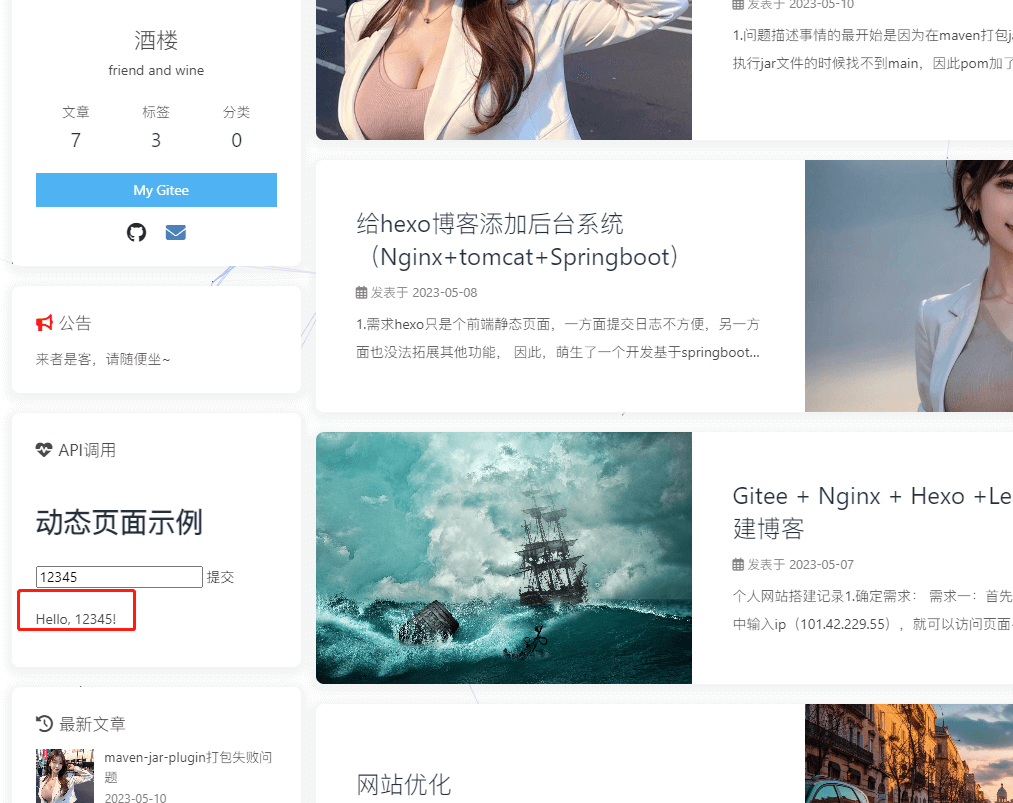 酒楼
friend and wine
文章
标签
分类
7
3
0
My Gitee
公告
来者是客，请随便坐~
API调用
动态页面示例
12345 提交
Hello, 12345!
最新文章
maven-jar-plugin打包失败问
题
2023-05-10
发表于 2023-05-10
1.问题描述事情的最开始是因为在maven打包
执行jar文件的时候找不到main，因此pom加了
给hexo博客添加后台系统
（Nginx+tomcat+Springboot）
发表于 2023-05-08
1.需求hexo只是个前端静态页面，一方面提交日志不方便，另一方
面也没法拓展其他功能， 因此，萌生了一个开发基于springboot...
Gitee + Nginx + Hexo +Le
建博客
发表于 2023-05-07
个人网站搭建记录1.确定需求： 需求一：首先
中输入ip（101.42.229.55），就可以访问页面
网站优化